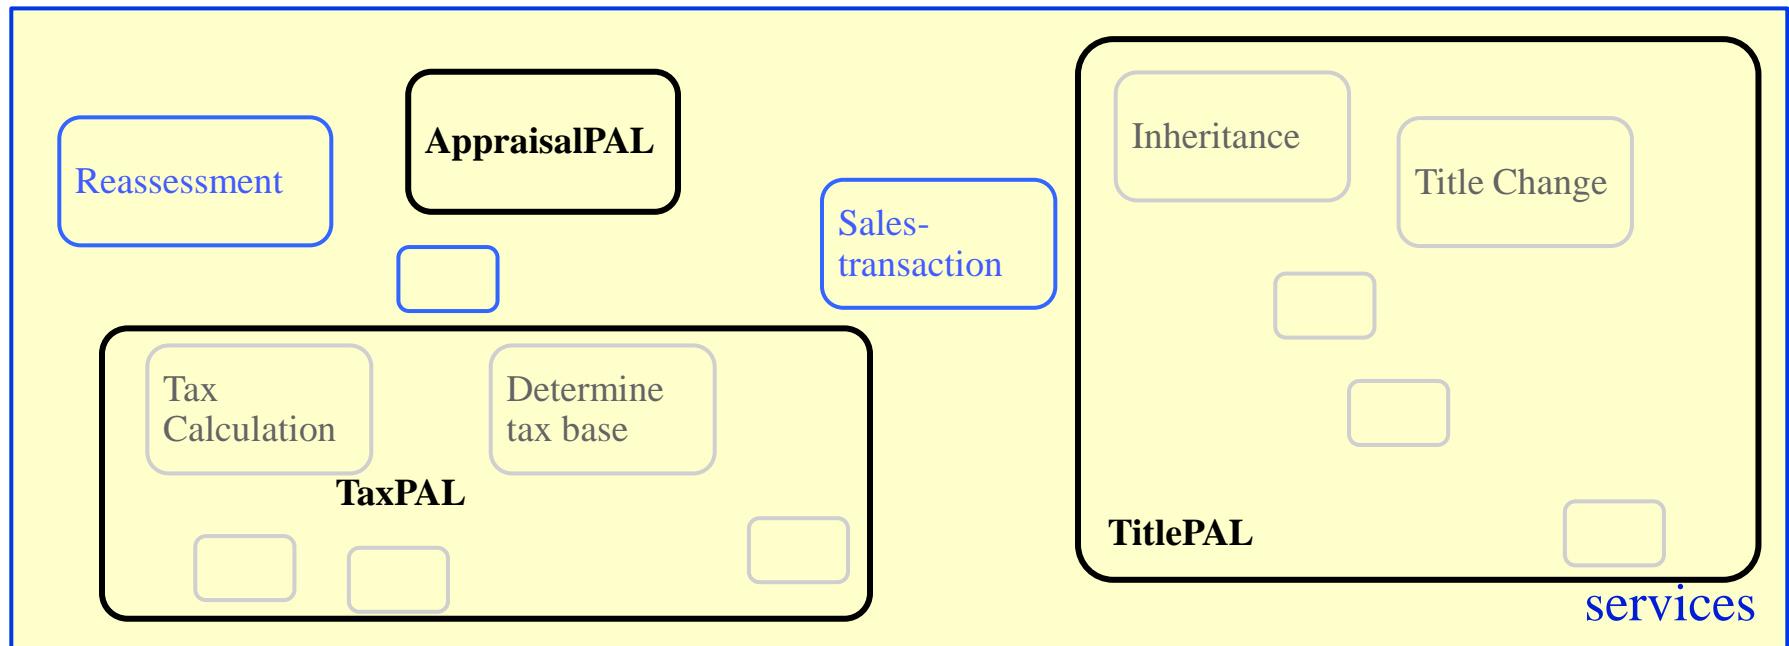 AppraisalPAL
Reassessment
Sales-
transaction
Inheritance
Title Change
Tax
Calculation
Determine
tax base
TaxPAL
TitlePAL
services